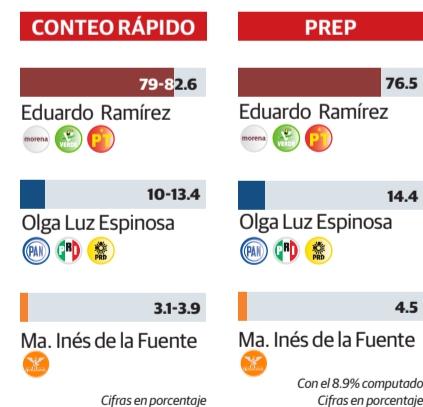 CONTEO RÁPIDO
79-82.6
Eduardo Ramírez
morena
VERDE
PT
10-13.4
Olga Luz Espinosa
PAN
PRI
PRD
3.1-3.9
Ma. Inés de la Fuente
Cifras en porcentaje
PREP
76.5
Eduardo Ramírez
morena
VERDE
PT
14.4
Olga Luz Espinosa
PAN
PRI
PRD
4.5
Ma. Inés de la Fuente
Con el 8.9% computado
Cifras en porcentaje